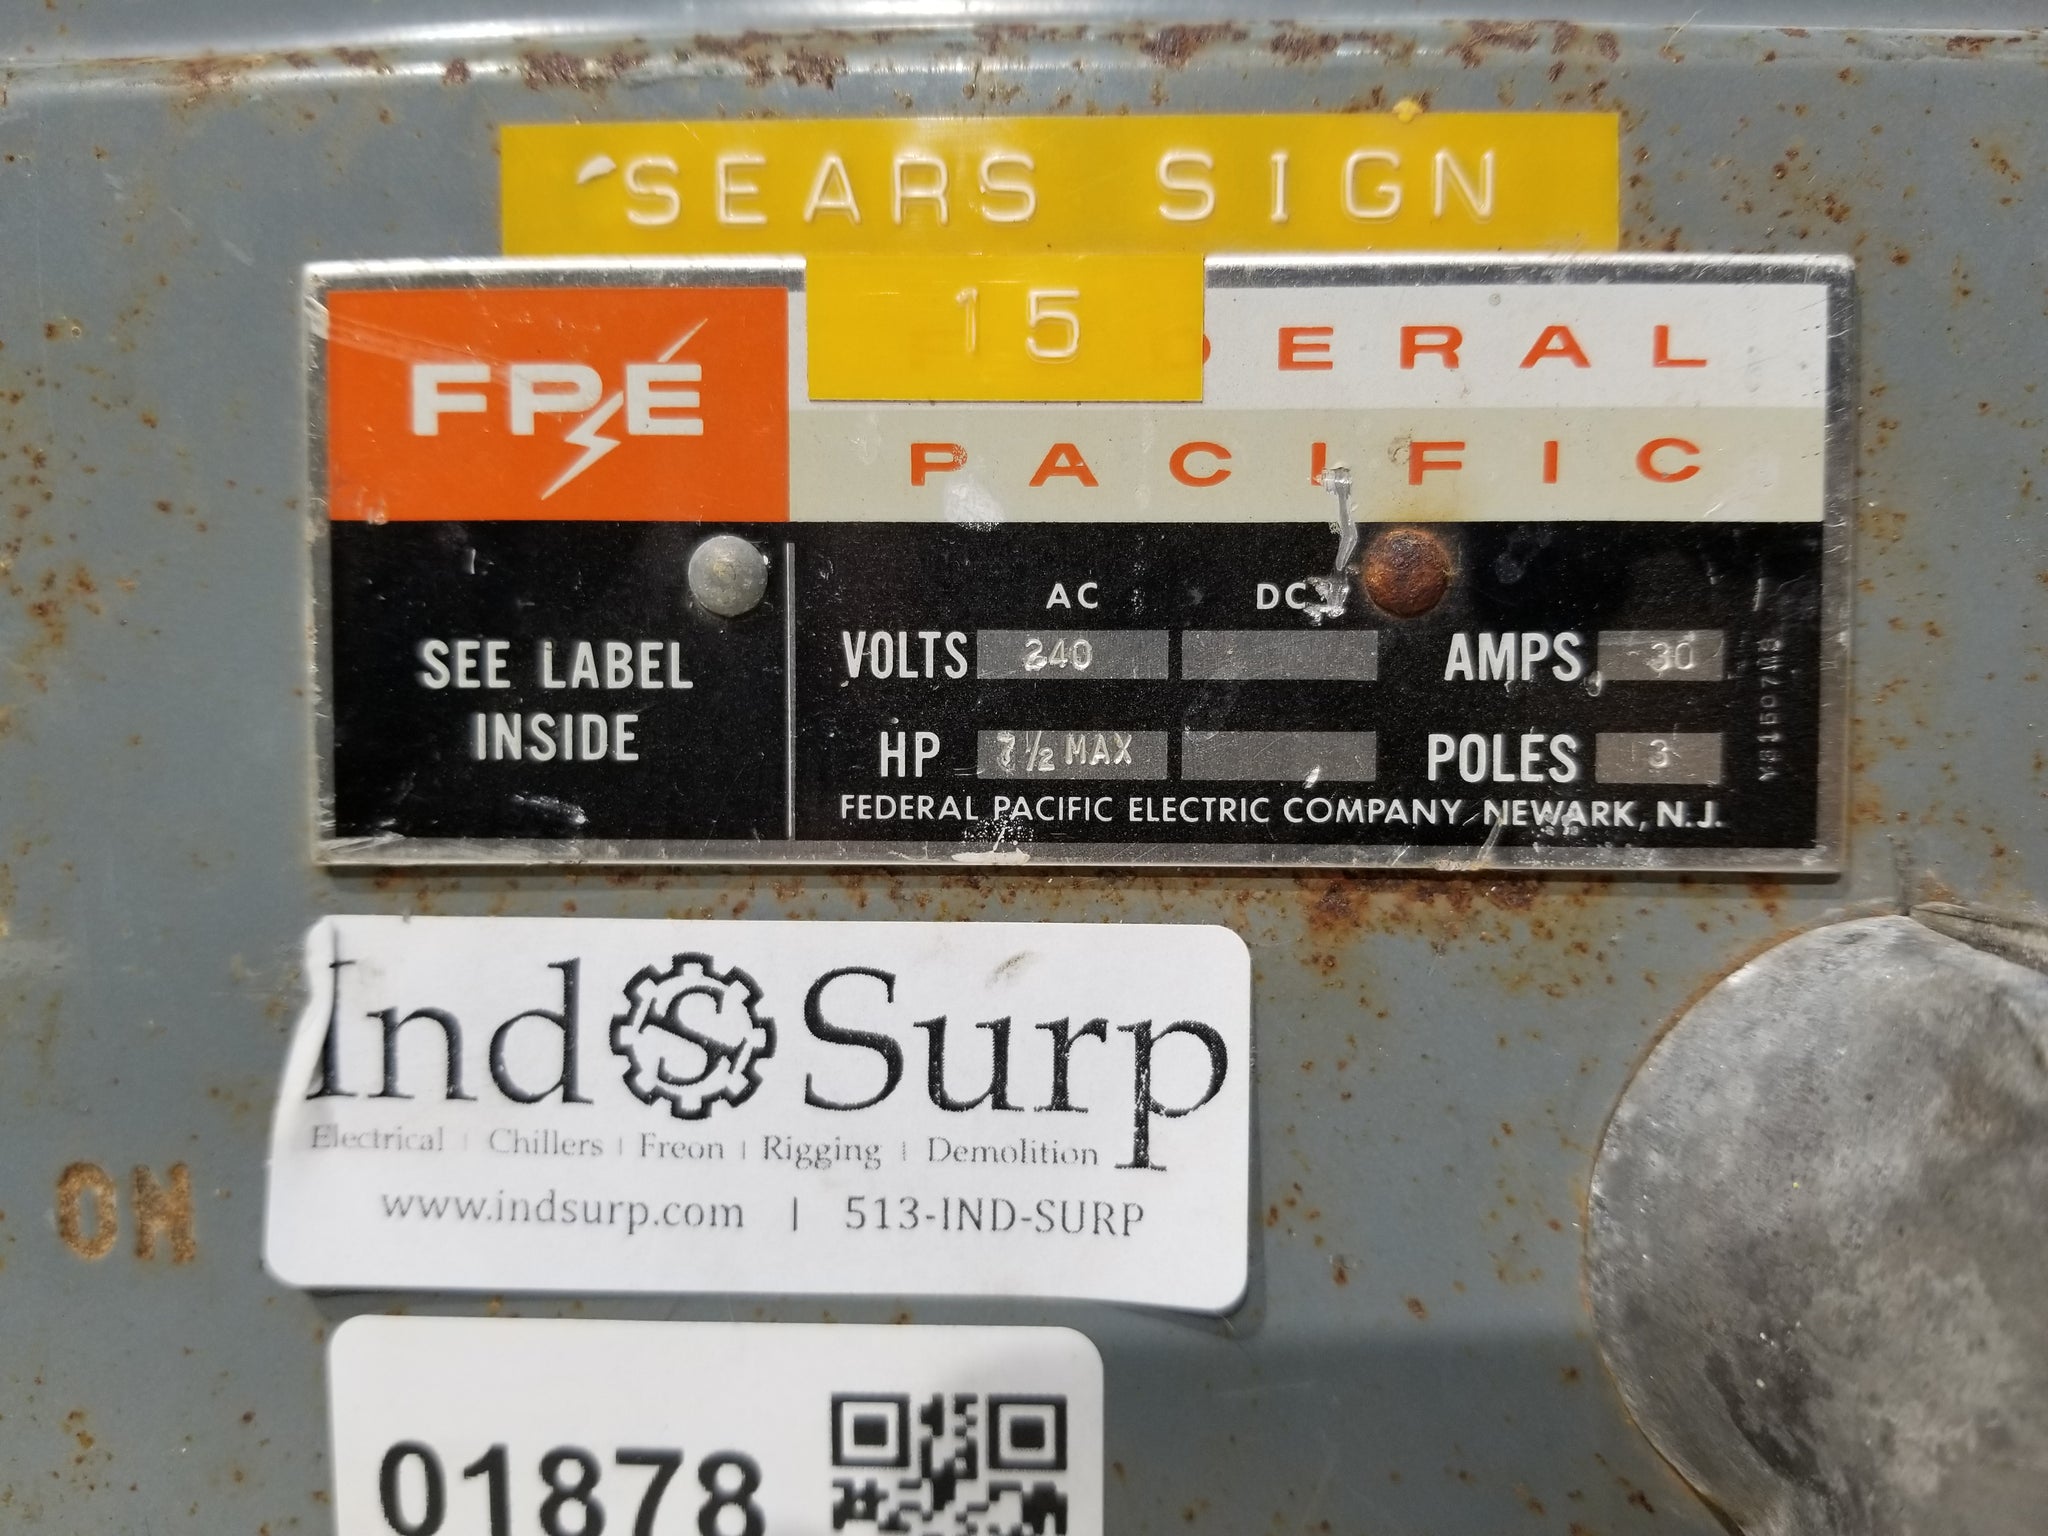 SEARS SIGN
15
FPE
ERAL
PACIFIC
SEE LABEL
INSIDE
AC DC
VOLTS 240 AMPS 30
HP 7½ MAX POLES 3
FEDERAL PACIFIC ELECTRIC COMPANY NEWARK, N.J.
Ind Surp
Electrical | Chillers | Freon | Rigging | Demolition
www.indsurp.com | 513-IND-SURP
ON
01878